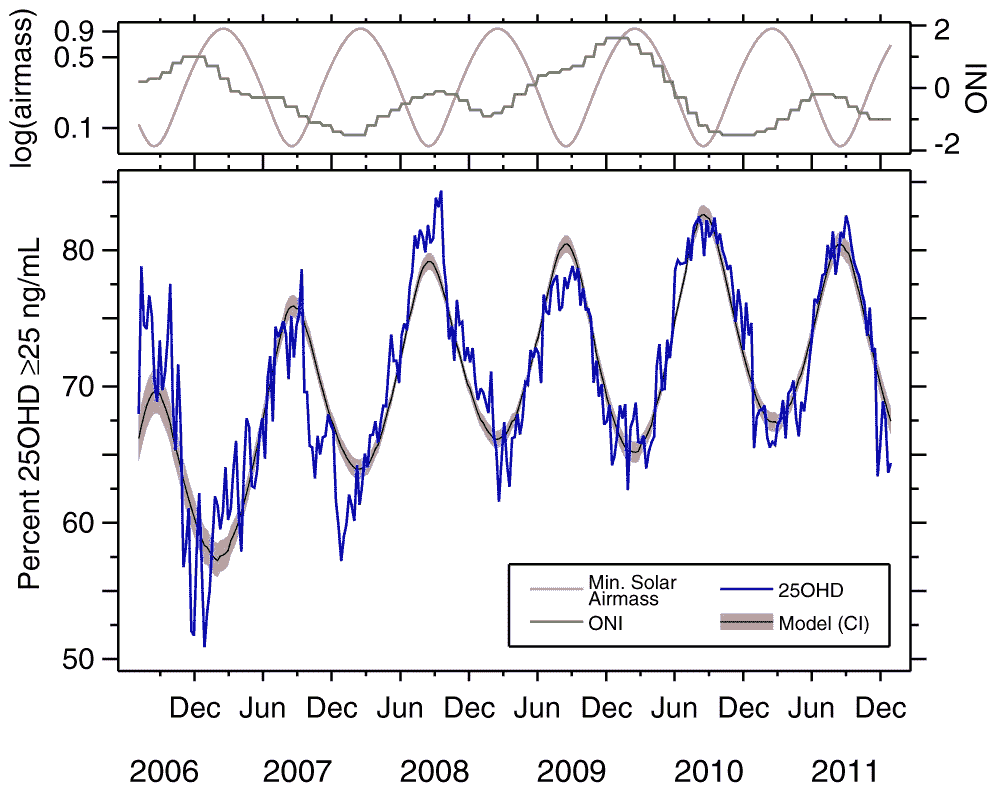 log(airmass)
0.9
0.5
0.1
2
0
-2
ONI
Percent 25OHD ≥25 ng/mL
80
70
60
50
Min. Solar
Airmass
25OHD
ONI
Model (CI)
Dec Jun Dec Jun Dec Jun Dec Jun Dec Jun Dec
2006 2007 2008 2009 2010 2011